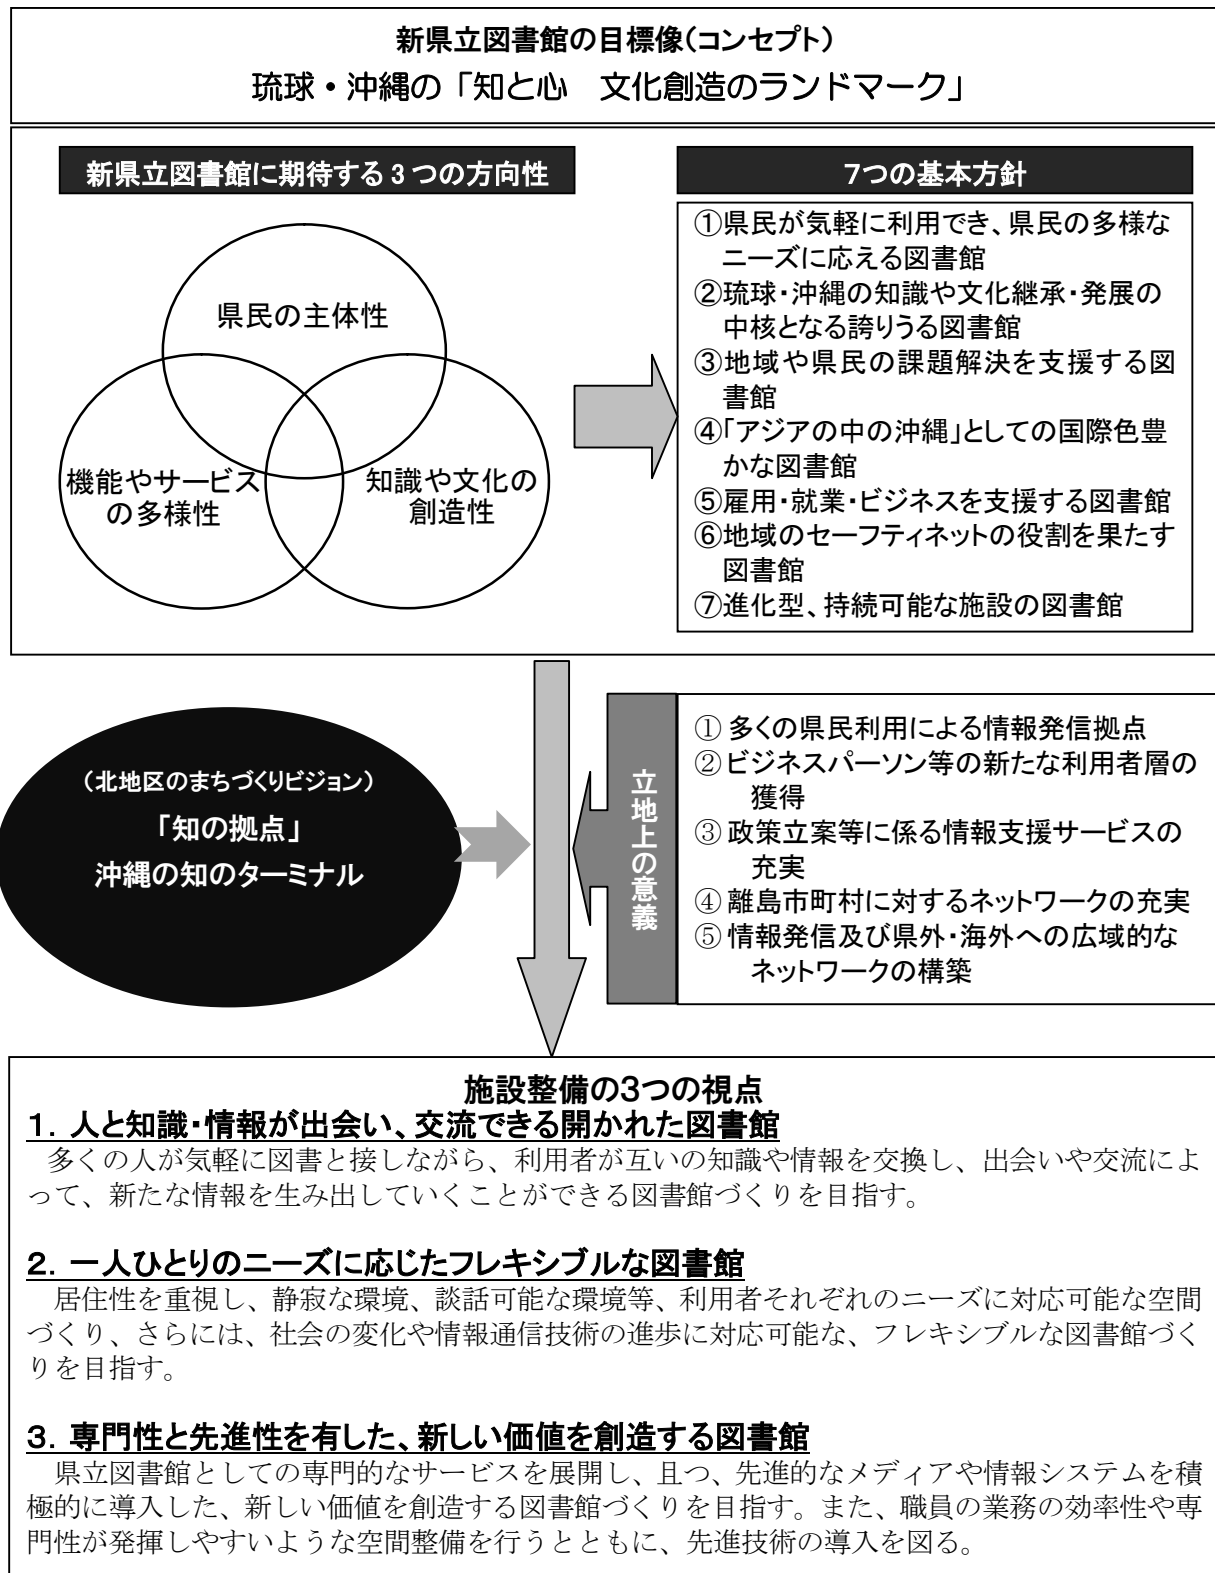 新県立図書館の目標像(コンセプト)
琉球・沖縄の「知と心　文化創造のランドマーク」
新県立図書館に期待する3つの方向性
県民の主体性
機能やサービス
の多様性
知識や文化の
創造性
7つの基本方針
①県民が気軽に利用でき、県民の多様な
ニーズに応える図書館
②琉球・沖縄の知識や文化継承・発展の
中核となる誇りうる図書館
③地域や県民の課題解決を支援する図
書館
④「アジアの中の沖縄」としての国際色豊
かな図書館
⑤雇用・就業・ビジネスを支援する図書館
⑥地域のセーフティネットの役割を果たす
図書館
⑦進化型、持続可能な施設の図書館
（北地区のまちづくりビジョン）
「知の拠点」
沖縄の知のターミナル
立地上の意義
① 多くの県民利用による情報発信拠点
② ビジネスパーソン等の新たな利用者層の
獲得
③ 政策立案等に係る情報支援サービスの
充実
④ 離島市町村に対するネットワークの充実
⑤ 情報発信及び県外・海外への広域的な
ネットワークの構築
施設整備の3つの視点
1．人と知識・情報が出会い、交流できる開かれた図書館
多くの人が気軽に図書と接しながら、利用者が互いの知識や情報を交換し、出会いや交流によ
って、新たな情報を生み出していくことができる図書館づくりを目指す。
2．一人ひとりのニーズに応じたフレキシブルな図書館
居住性を重視し、静寂な環境、談話可能な環境等、利用者それぞれのニーズに対応可能な空間
づくり、さらには、社会の変化や情報通信技術の進歩に対応可能な、フレキシブルな図書館づく
りを目指す。
3．専門性と先進性を有した、新しい価値を創造する図書館
県立図書館としての専門的なサービスを展開し、且つ、先進的なメディアや情報システムを積
極的に導入した、新しい価値を創造する図書館づくりを目指す。また、職員の業務の効率性や専
門性が発揮しやすいような空間整備を行うとともに、先進技術の導入を図る。